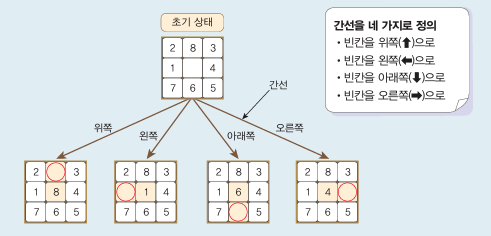 초기 상태
2 8 3
1 4
7 6 5
간선을 네 가지로 정의
• 빈칸을 위쪽(⬆)으로
• 빈칸을 왼쪽(⬅)으로
• 빈칸을 아래쪽(⬇)으로
• 빈칸을 오른쪽(➡)으로
간선
위쪽
왼쪽
아래쪽
오른쪽
2 3
1 8 4
7 6 5
2 8 3
1 4
7 6 5
2 8 3
1 6 4
7 5
2 8 3
1 4
7 6 5